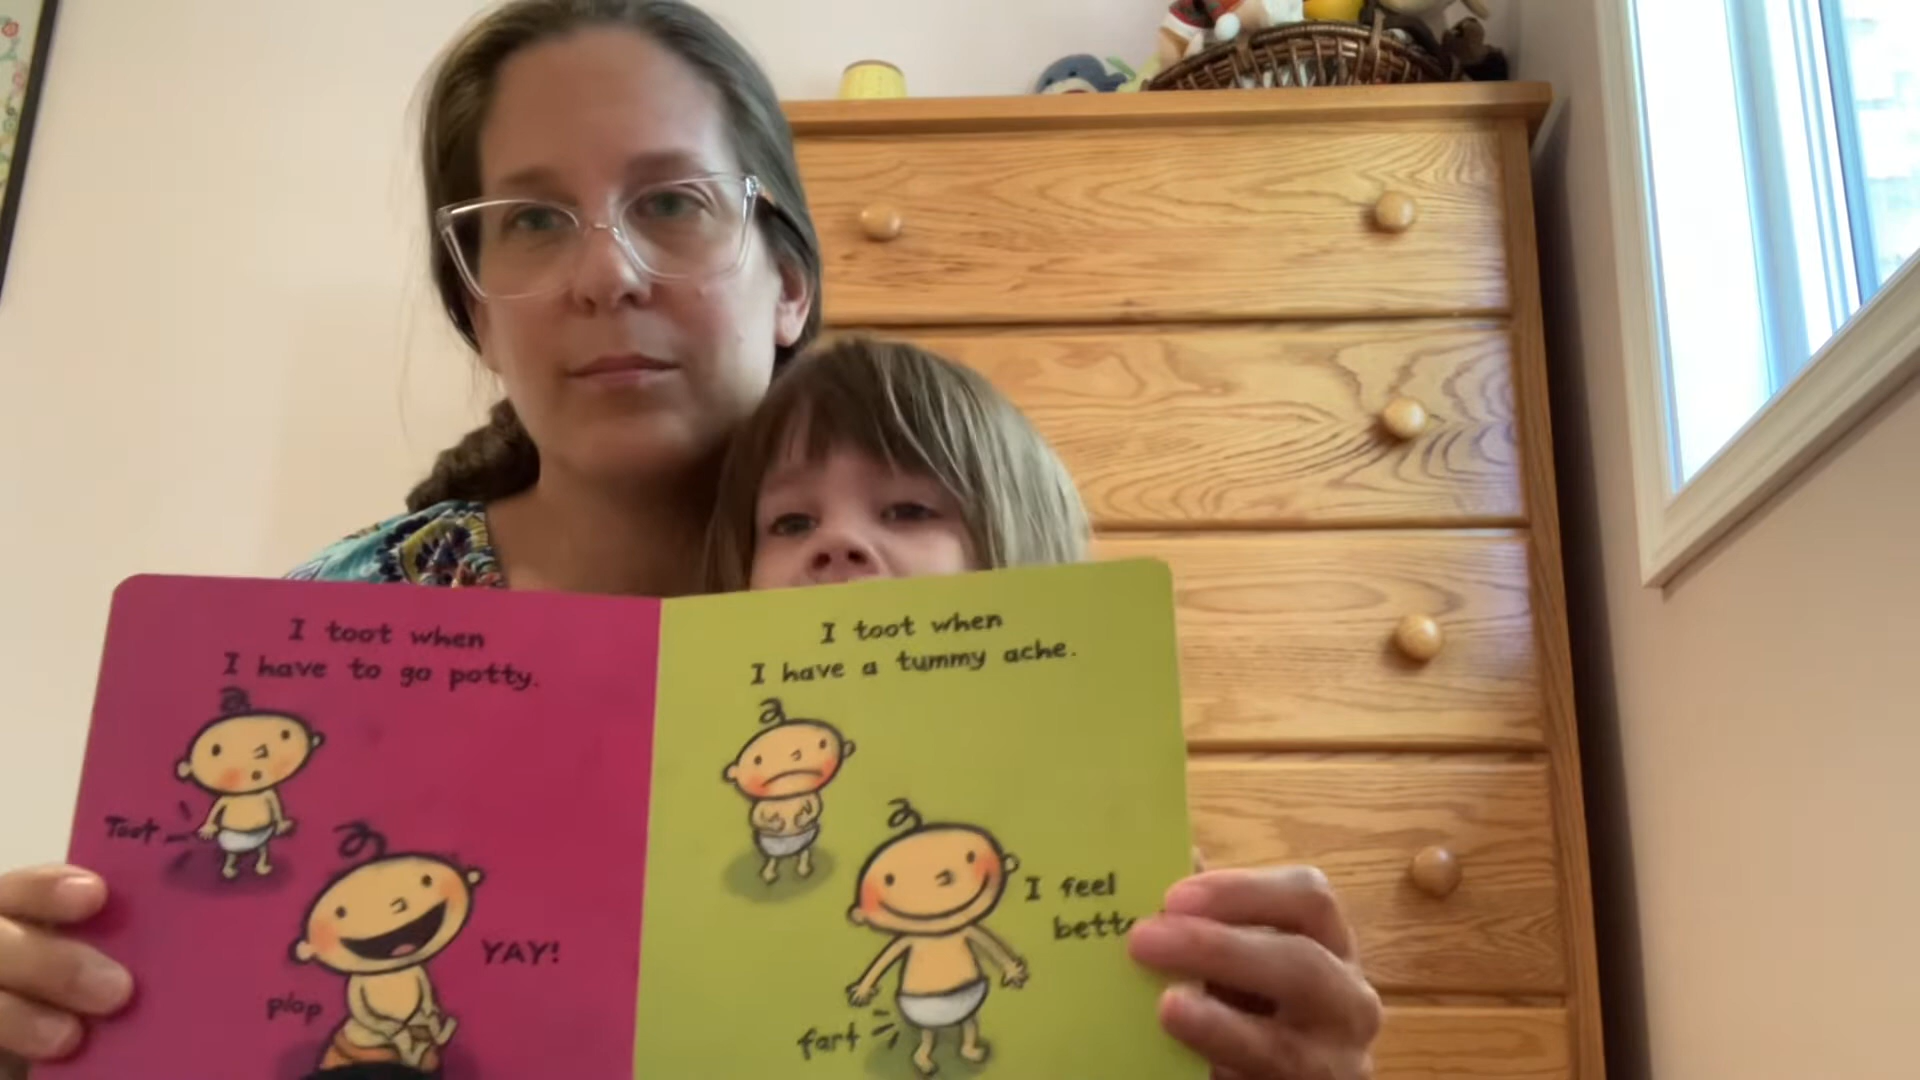 I toot when
I have to go potty.
Toot
YAY!
plop
I toot when
I have a tummy ache.
I feel
fart